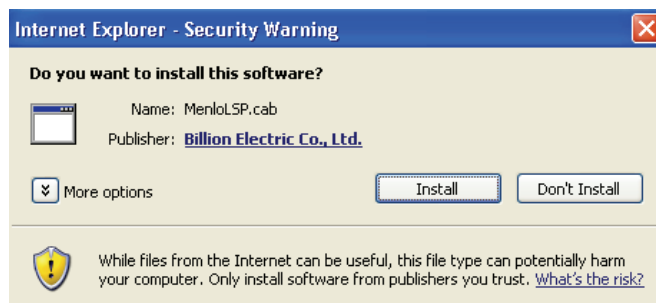 Internet Explorer - Security Warning
Do you want to install this software?
Name: MenloLSP.cab
Publisher: Billion Electric Co., Ltd.
More options
Install
Don't Install
While files from the Internet can be useful, this file type can potentially harm
your computer. Only install software from publishers you trust. What's the risk?